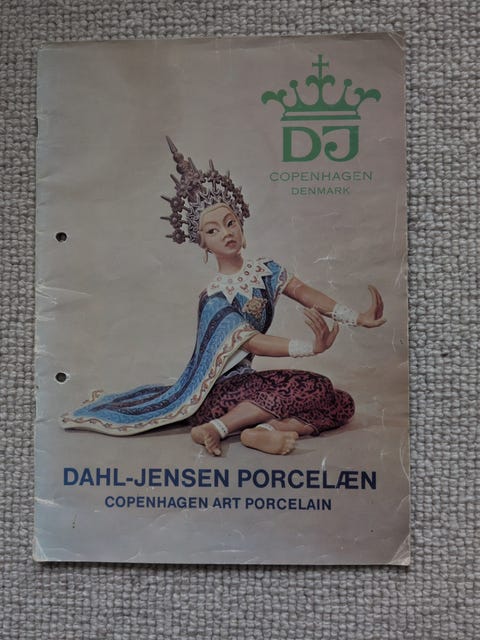 DJ
COPENHAGEN
DENMARK
DAHL-JENSEN PORCELÆN
COPENHAGEN ART PORCELAIN